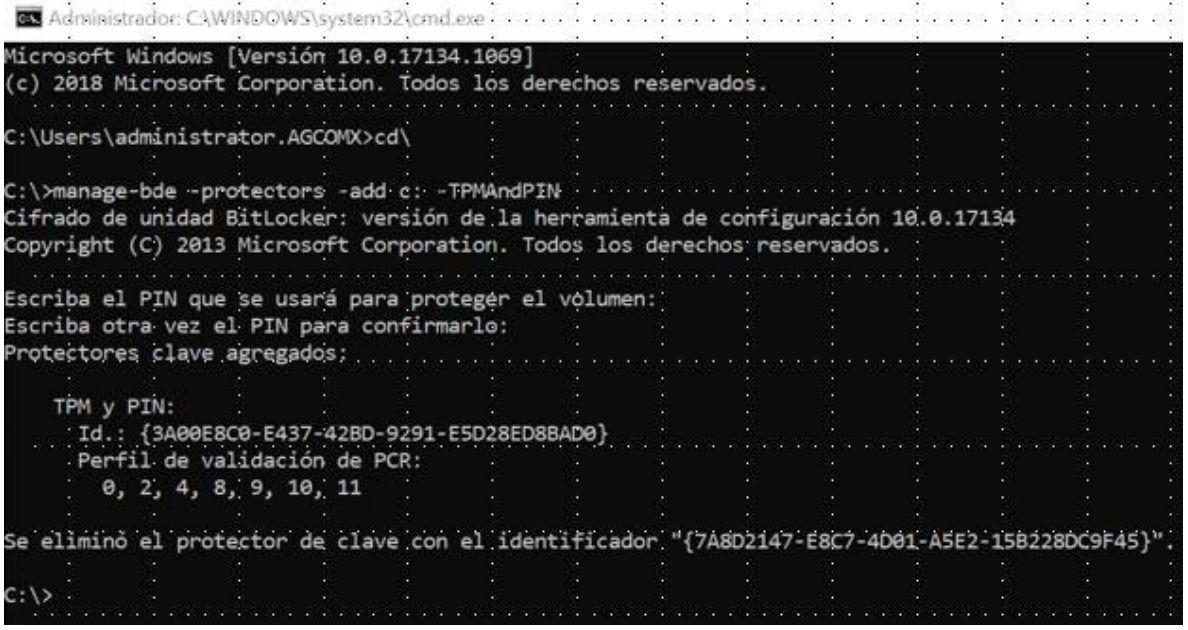 Administrador: C:\WINDOWS\system32\cmd.exe
Microsoft Windows [Versión 10.0.17134.1069]
(c) 2018 Microsoft Corporation. Todos los derechos reservados.
C:\Users\administrator.AGCOMX>cd\
C:\>manage-bde -protectors -add c: -TPMAndPIN
Cifrado de unidad BitLocker: versión de la herramienta de configuración 10.0.17134
Copyright (C) 2013 Microsoft Corporation. Todos los derechos reservados.
Escriba el PIN que se usará para proteger el volumen:
Escriba otra vez el PIN para confirmarlo:
Protectores clave agregados:
TPM y PIN:
Id.: {3A00E8C0-E437-42BD-9291-E5D28ED8BAD0}
Perfil de validación de PCR:
0, 2, 4, 8, 9, 10, 11
Se eliminó el protector de clave con el identificador "{7A8D2147-E8C7-4D01-A5E2-15B228DC9F45}".
C:\>